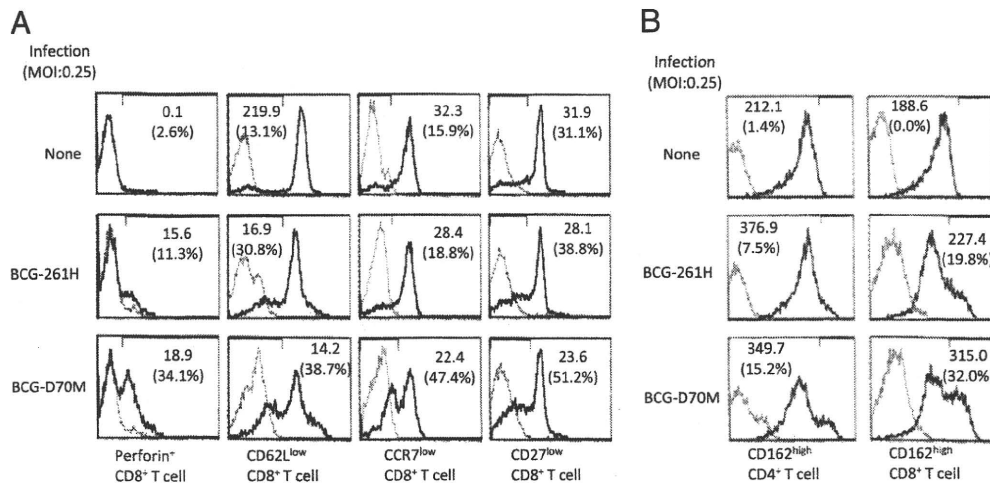 A
Infection
(MOI:0.25)
None
0.1
(2.6%)
219.9
(13.1%)
32.3
(15.9%)
31.9
(31.1%)
BCG-261H
15.6
(11.3%)
16.9
(30.8%)
28.4
(18.8%)
28.1
(38.8%)
BCG-D70M
18.9
(34.1%)
14.2
(38.7%)
22.4
(47.4%)
23.6
(51.2%)
Perforin⁺
CD8⁺ T cell
CD62Llow
CD8⁺ T cell
CCR7low
CD8⁺ T cell
CD27low
CD8⁺ T cell
B
Infection
(MOI:0.25)
None
212.1
(1.4%)
188.6
(0.0%)
BCG-261H
376.9
(7.5%)
227.4
(19.8%)
BCG-D70M
349.7
(15.2%)
315.0
(32.0%)
CD162high
CD4⁺ T cell
CD162high
CD8⁺ T cell